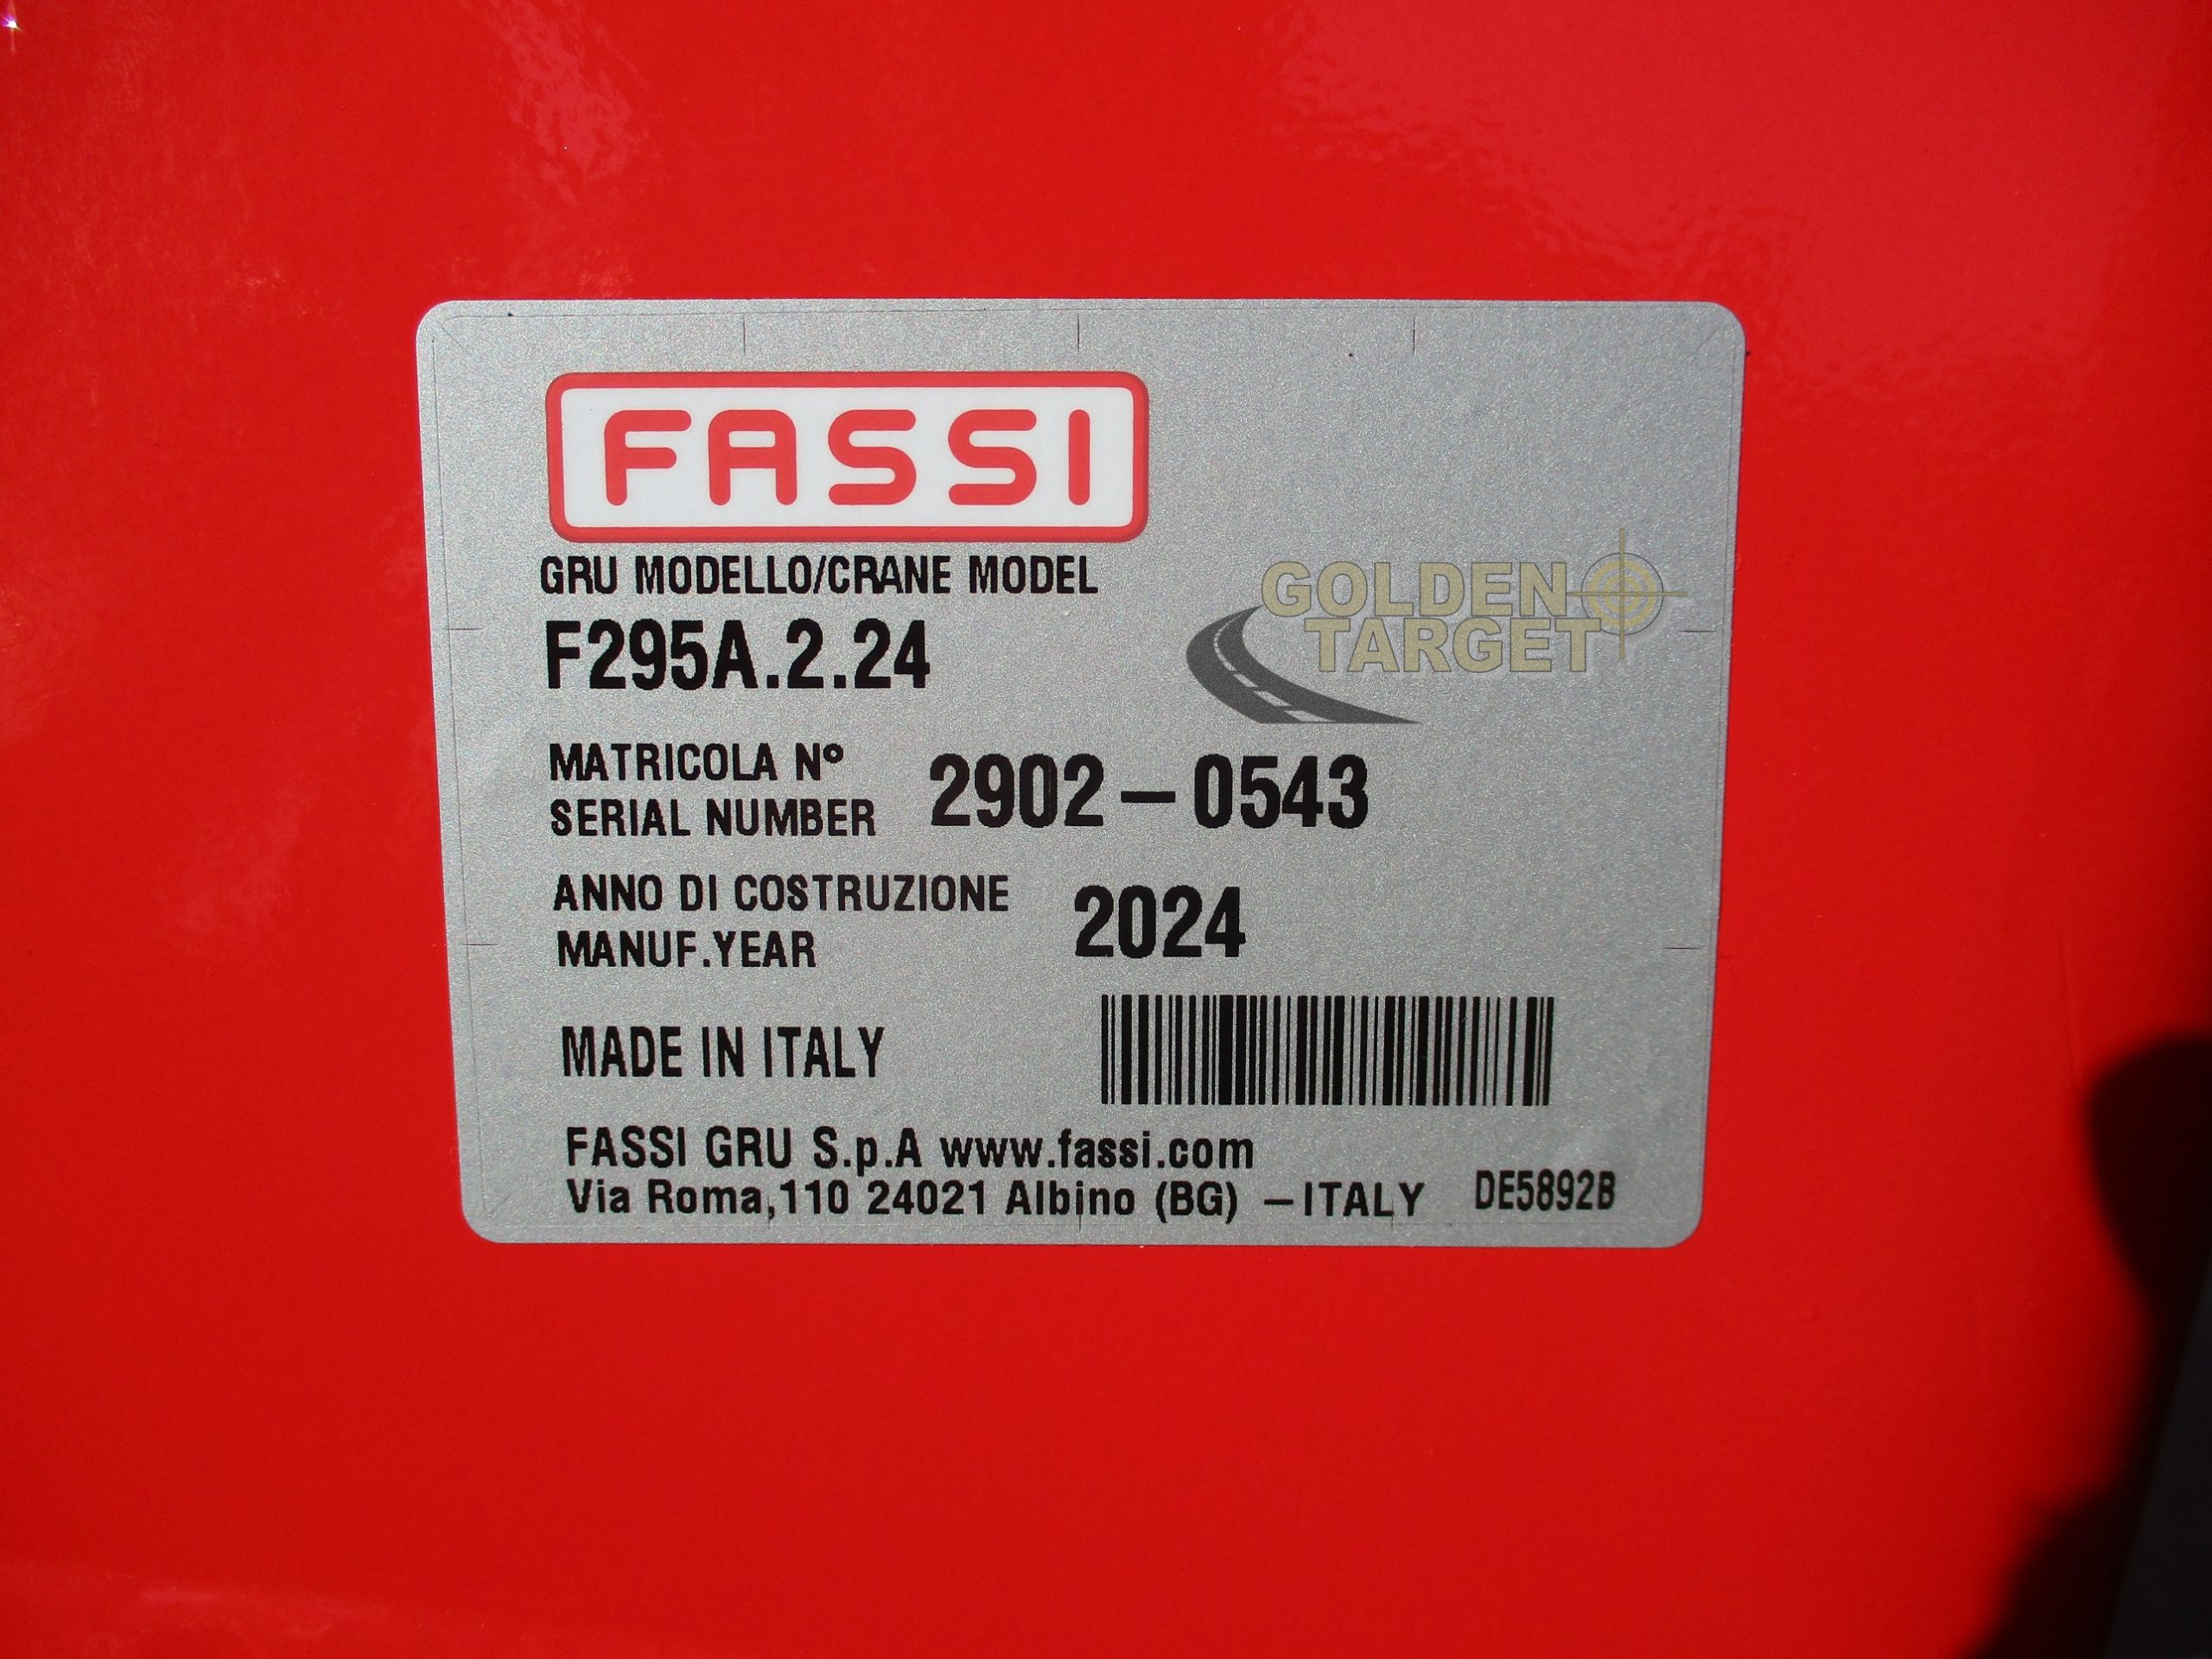 FASSI
GRU MODELLO/CRANE MODEL
F295A.2.24
GOLDEN
TARGET
MATRICOLA N°
SERIAL NUMBER
2902-0543
ANNO DI COSTRUZIONE
MANUF.YEAR
2024
MADE IN ITALY
FASSI GRU S.p.A www.fassi.com
Via Roma,110 24021 Albino (BG) -ITALY
DE5892B